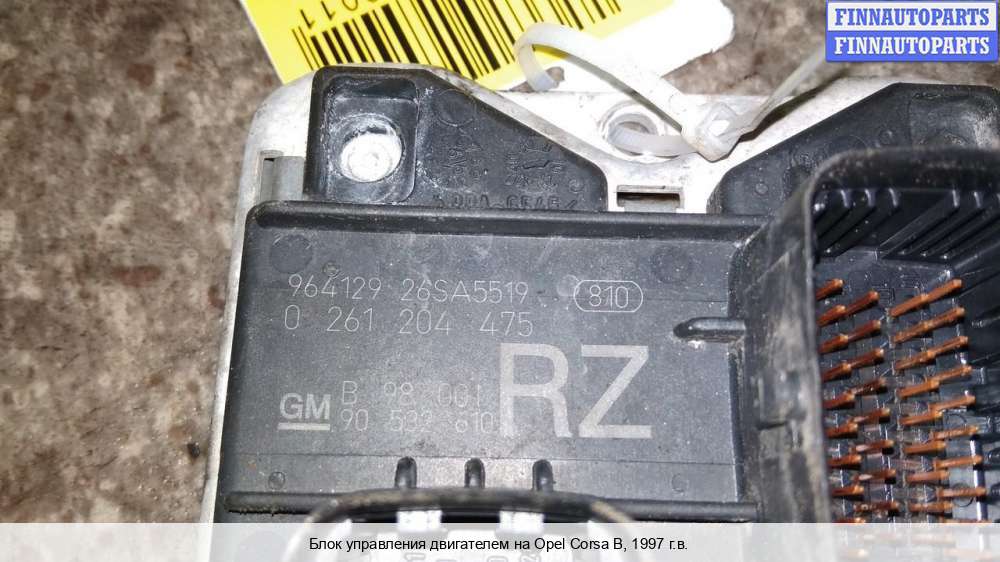 2011
FINNAUTOPARTS
FINNAUTOPARTS
964129 26SA5519 810
0 261 204 475
RZ
GM B 98 001
90 532 610
Блок управления двигателем на Opel Corsa B, 1997 г.в.